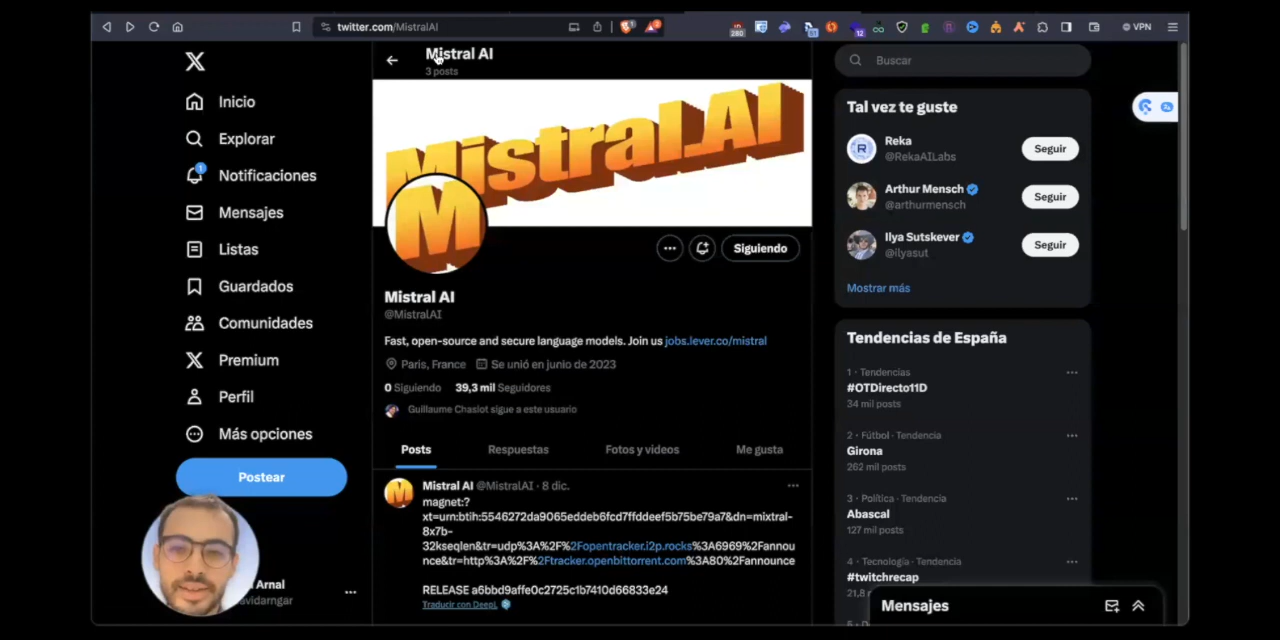 twitter.com/MistralAI
280
12
VPN
Mistral AI
3 posts
Inicio
Explorar
1
Notificaciones
Mensajes
Listas
Guardados
Comunidades
Premium
Perfil
Más opciones
Postear
Arnal
Mistral.AI
M
Siguiendo
Mistral AI
@MistralAI
Fast, open-source and secure language models. Join us jobs.lever.co/mistral
Paris, France Se unió en junio de 2023
0 Siguiendo 39,3 mil Seguidores
Guillaume Chaslot sigue a este usuario
Posts Respuestas Fotos y videos Me gusta
M
Mistral AI @MistralAI · 8 dic.
magnet:?
xt=urn:btih:5546272da9065eddeb6fcd7ffddeef5b75be79a7&dn=mixtral-
8x7b-
32kseqlen&tr=udp%3A%2F%2Fopentracker.i2p.rocks%3A6969%2Fannou
nce&tr=http%3A%2F%2Ftracker.openbittorrent.com%3A80%2Fannounce
RELEASE a6bbd9affe0c2725c1b7410d66833e24
Traducir con DeepL
Buscar
Tal vez te guste
R
Reka
@RekaAILabs
Seguir
Arthur Mensch
@arthurmensch
Seguir
Ilya Sutskever
@ilyasut
Seguir
Mostrar más
Tendencias de España
1 · Tendencias
#OTDirecto11D
34 mil posts
2 · Fútbol · Tendencia
Girona
262 mil posts
3 · Política · Tendencia
Abascal
127 mil posts
4 · Tecnología · Tendencia
#twitchrecap
21,8
Mensajes